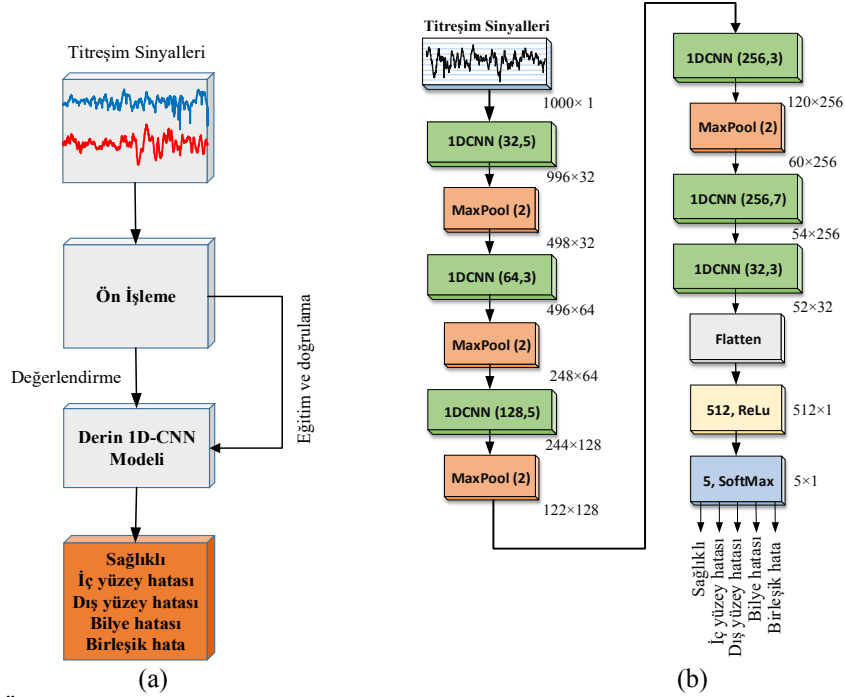 Titreşim Sinyalleri
Ön İşleme
Değerlendirme
Eğitim ve doğrulama
Derin 1D-CNN
Modeli
Sağlıklı
İç yüzey hatası
Dış yüzey hatası
Bilye hatası
Birleşik hata
(a)
Titreşim Sinyalleri
1000× 1
1DCNN (32,5)
996×32
MaxPool (2)
498×32
1DCNN (64,3)
496×64
MaxPool (2)
248×64
1DCNN (128,5)
244×128
MaxPool (2)
122×128
1DCNN (256,3)
120×256
MaxPool (2)
60×256
1DCNN (256,7)
54×256
1DCNN (32,3)
52×32
Flatten
512, ReLu
512×1
5, SoftMax
5×1
Sağlıklı
İç yüzey hatası
Dış yüzey hatası
Bilye hatası
Birleşik hata
(b)